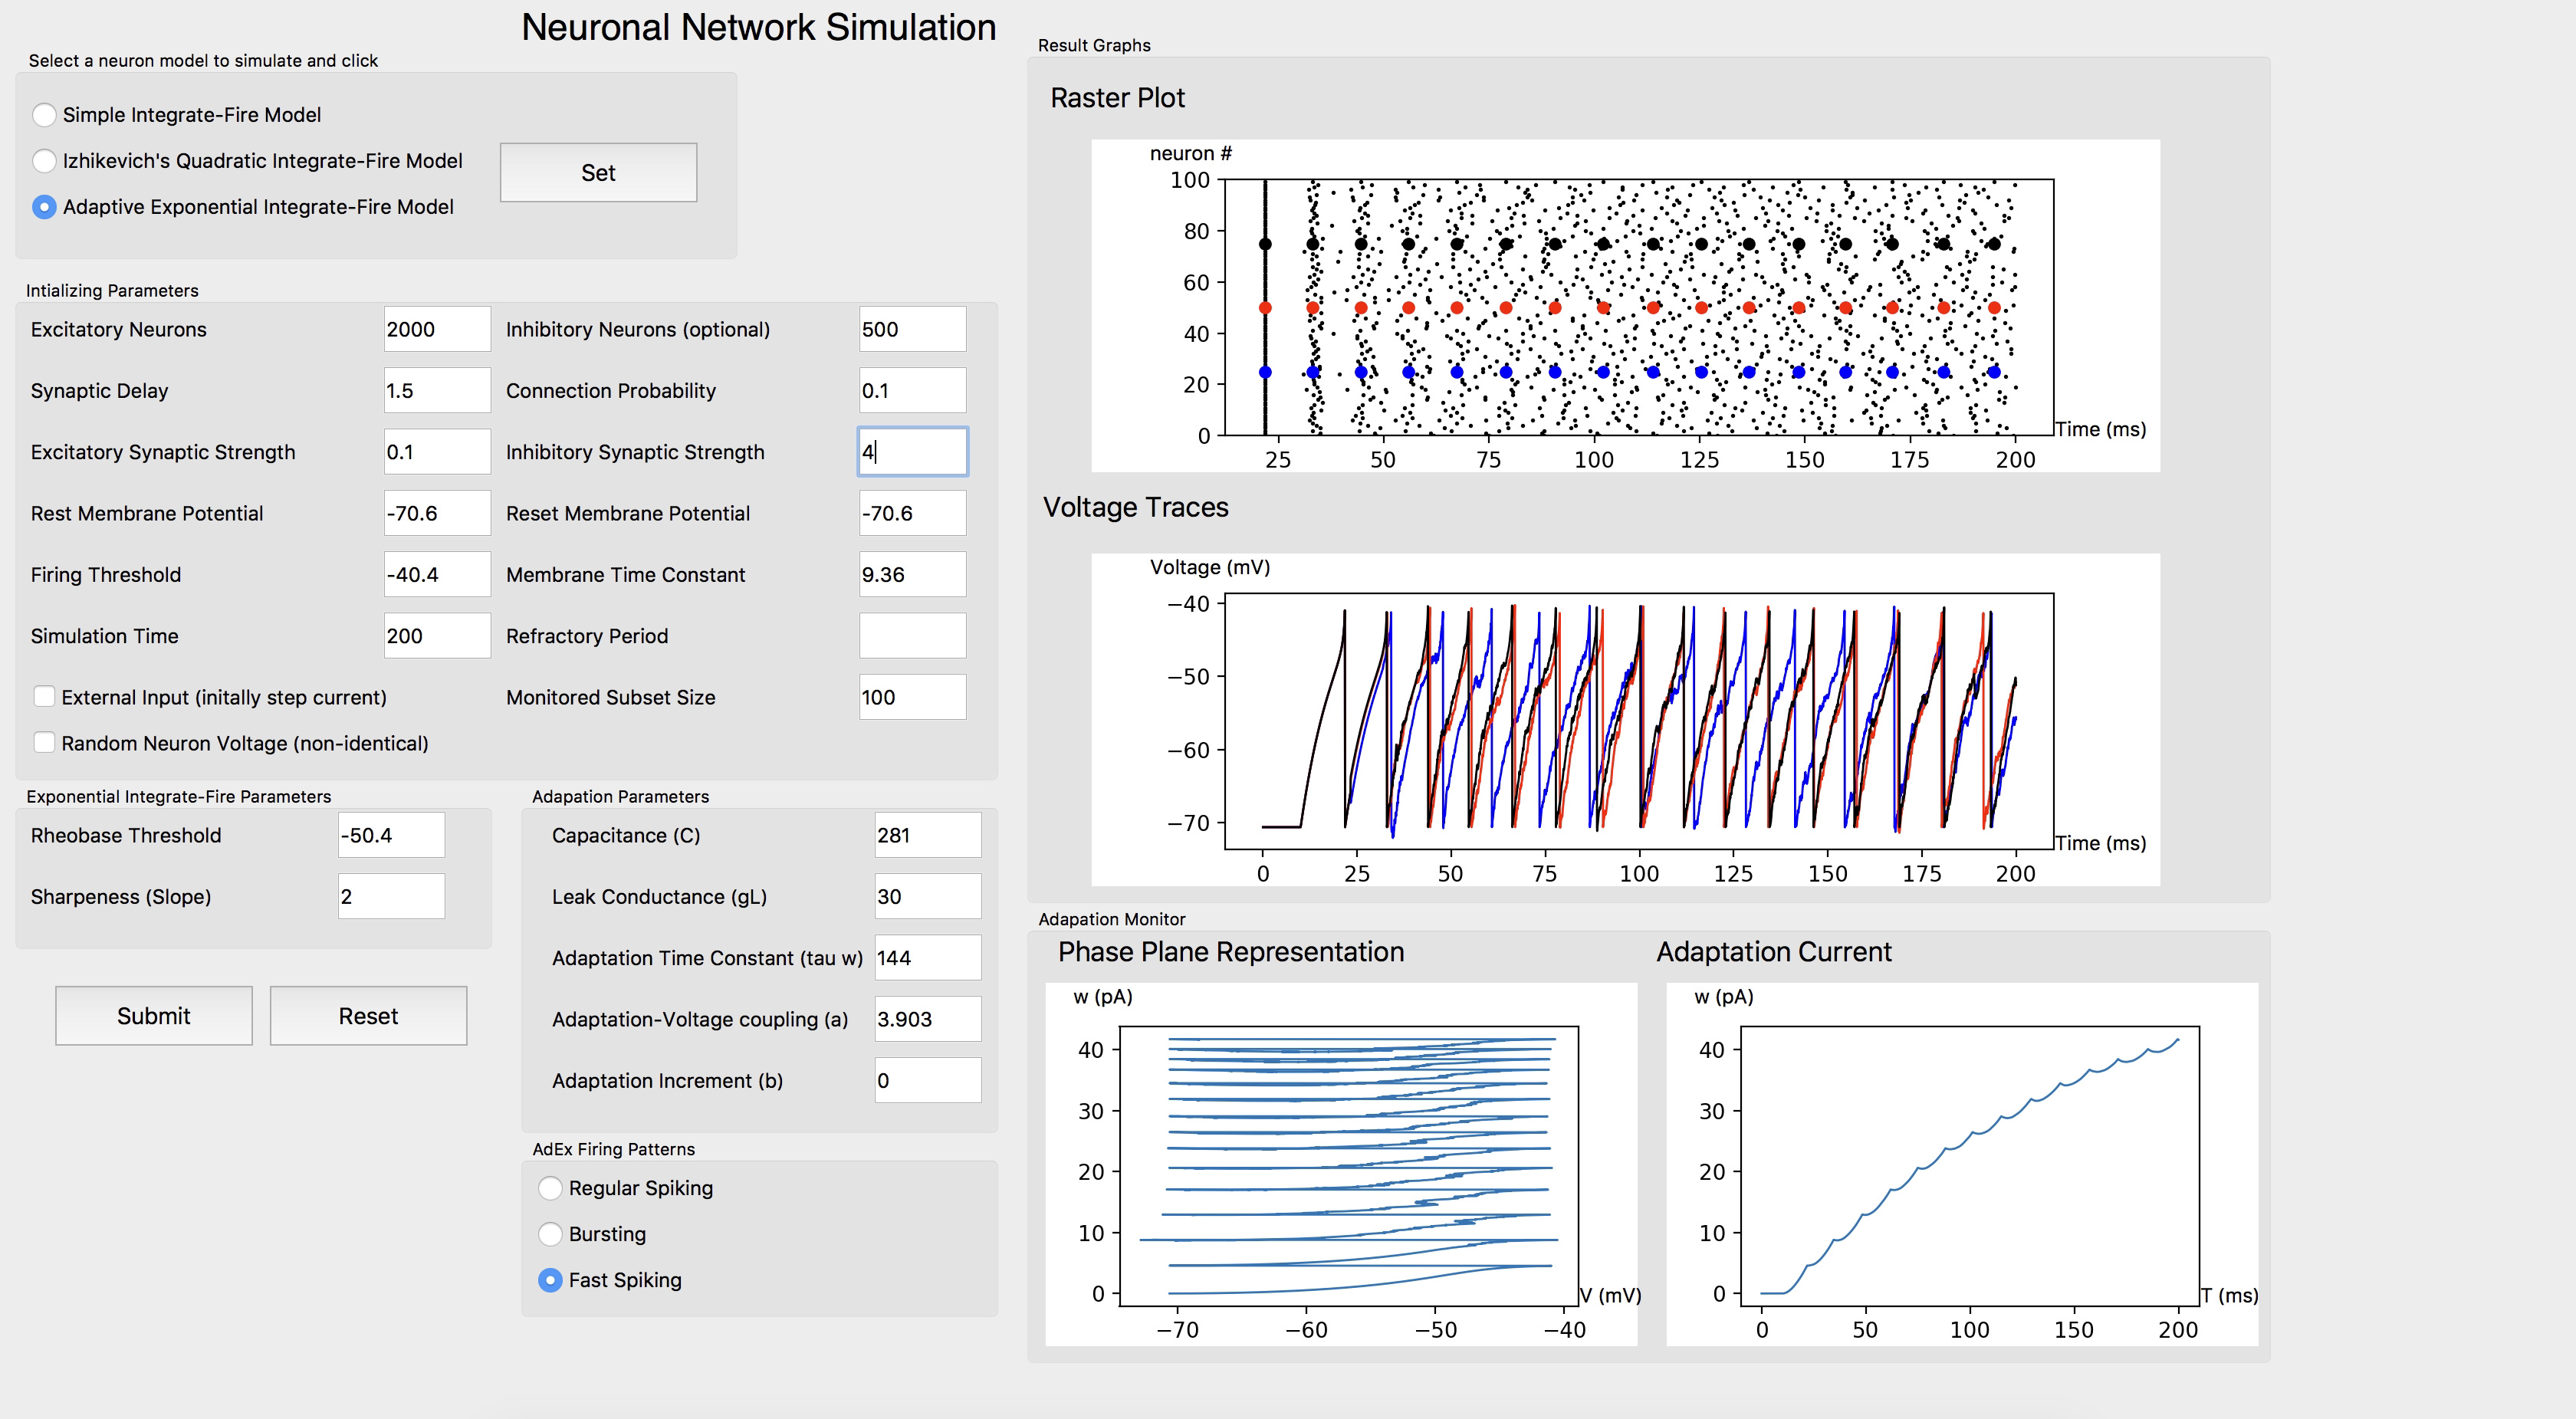 Neuronal Network Simulation
Select a neuron model to simulate and click
Simple Integrate-Fire Model
Izhikevich's Quadratic Integrate-Fire Model
Set
Adaptive Exponential Integrate-Fire Model
Intializing Parameters
Excitatory Neurons 2000 Inhibitory Neurons (optional) 500
Synaptic Delay 1.5 Connection Probability 0.1
Excitatory Synaptic Strength 0.1 Inhibitory Synaptic Strength 4
Rest Membrane Potential -70.6 Reset Membrane Potential -70.6
Firing Threshold -40.4 Membrane Time Constant 9.36
Simulation Time 200 Refractory Period
External Input (initally step current) Monitored Subset Size 100
Random Neuron Voltage (non-identical)
Exponential Integrate-Fire Parameters
Rheobase Threshold -50.4
Sharpeness (Slope) 2
Submit Reset
Adapation Parameters
Capacitance (C) 281
Leak Conductance (gL) 30
Adaptation Time Constant (tau w) 144
Adaptation-Voltage coupling (a) 3.903
Adaptation Increment (b) 0
AdEx Firing Patterns
Regular Spiking
Bursting
Fast Spiking
Result Graphs
Raster Plot
neuron #
100
80
60
40
20
0
Time (ms)
25 50 75 100 125 150 175 200
Voltage Traces
Voltage (mV)
−40
−50
−60
−70
Time (ms)
0 25 50 75 100 125 150 175 200
Adapation Monitor
Phase Plane Representation
w (pA)
40
30
20
10
0
V (mV)
−70 −60 −50 −40
Adaptation Current
w (pA)
40
30
20
10
0
T (ms)
0 50 100 150 200